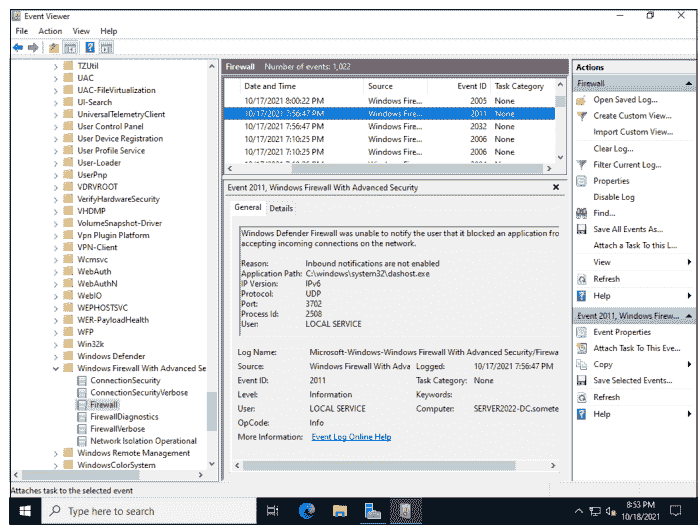 Event Viewer
File Action View Help
TZUtil
UAC
UAC-FileVirtualization
UI-Search
UniversalTelemetryClient
User Control Panel
User Device Registration
User Profile Service
User-Loader
UserPnp
VDRVROOT
VerifyHardwareSecurity
VHDMP
VolumeSnapshot-Driver
Vpn Plugin Platform
VPN-Client
Wcmsvc
WebAuth
WebAuthN
WebIO
WEPHOSTSVC
WER-PayloadHealth
WFP
Win32k
Windows Defender
Windows Firewall With Advanced Se
ConnectionSecurity
ConnectionSecurityVerbose
Firewall
FirewallDiagnostics
FirewallVerbose
Network Isolation Operational
Windows Remote Management
WindowsColorSystem
Firewall Number of events: 1,022
Date and Time Source Event ID Task Category
10/17/2021 8:00:22 PM Windows Fire... 2005 None
10/17/2021 7:56:47 PM Windows Fire... 2011 None
10/17/2021 7:56:47 PM Windows Fire... 2032 None
10/17/2021 7:10:25 PM Windows Fire... 2006 None
10/17/2021 7:10:25 PM Windows Fire... 2006 None
Event 2011, Windows Firewall With Advanced Security
General Details
Windows Defender Firewall was unable to notify the user that it blocked an application fro
accepting incoming connections on the network.
Reason: Inbound notifications are not enabled
Application Path: C:\windows\system32\dashost.exe
IP Version: IPv6
Protocol: UDP
Port: 3702
Process Id: 2508
User: LOCAL SERVICE
Log Name: Microsoft-Windows-Windows Firewall With Advanced Security/Firewa
Source: Windows Firewall With Adva Logged: 10/17/2021 7:56:47 PM
Event ID: 2011 Task Category: None
Level: Information Keywords:
User: LOCAL SERVICE Computer: SERVER2022-DC.somete
OpCode: Info
More Information: Event Log Online Help
Actions
Firewall
Open Saved Log...
Create Custom View...
Import Custom View...
Clear Log...
Filter Current Log...
Properties
Disable Log
Find...
Save All Events As...
Attach a Task To this L...
View
Refresh
Help
Event 2011, Windows Firew...
Event Properties
Attach Task To This Eve...
Copy
Save Selected Events...
Refresh
Help
Attaches task to the selected event
Type here to search
8:53 PM
10/18/2021